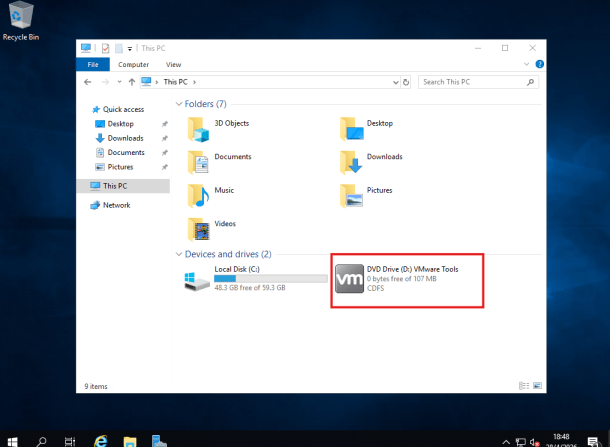 Recycle Bin
This PC
File
Computer
View
This PC
Search This PC
Quick access
Desktop
Downloads
Documents
Pictures
This PC
Network
Folders (7)
3D Objects
Desktop
Documents
Downloads
Music
Pictures
Videos
Devices and drives (2)
Local Disk (C:)
48.3 GB free of 59.3 GB
vm
DVD Drive (D:) VMware Tools
0 bytes free of 107 MB
CDFS
9 items
18:48